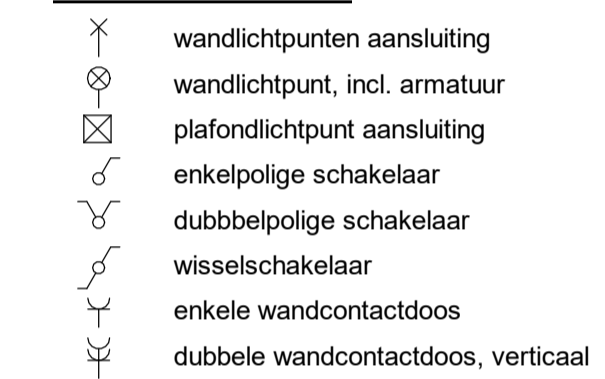 wandlichtpunten aansluiting
wandlichtpunt, incl. armatuur
plafondlichtpunt aansluiting
enkelpolige schakelaar
dubbbelpolige schakelaar
wisselschakelaar
enkele wandcontactdoos
dubbele wandcontactdoos, verticaal